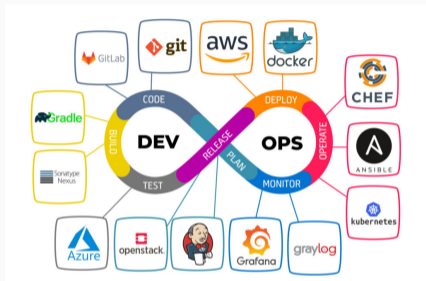 GitLab
git
aws
docker
CHEF
CODE
DEPLOY
Gradle
BUILD
DEV
RELEASE
PLAN
OPS
OPERATE
ANSIBLE
Sonatype
Nexus
TEST
MONITOR
kubernetes
Azure
openstack.
Grafana
graylog